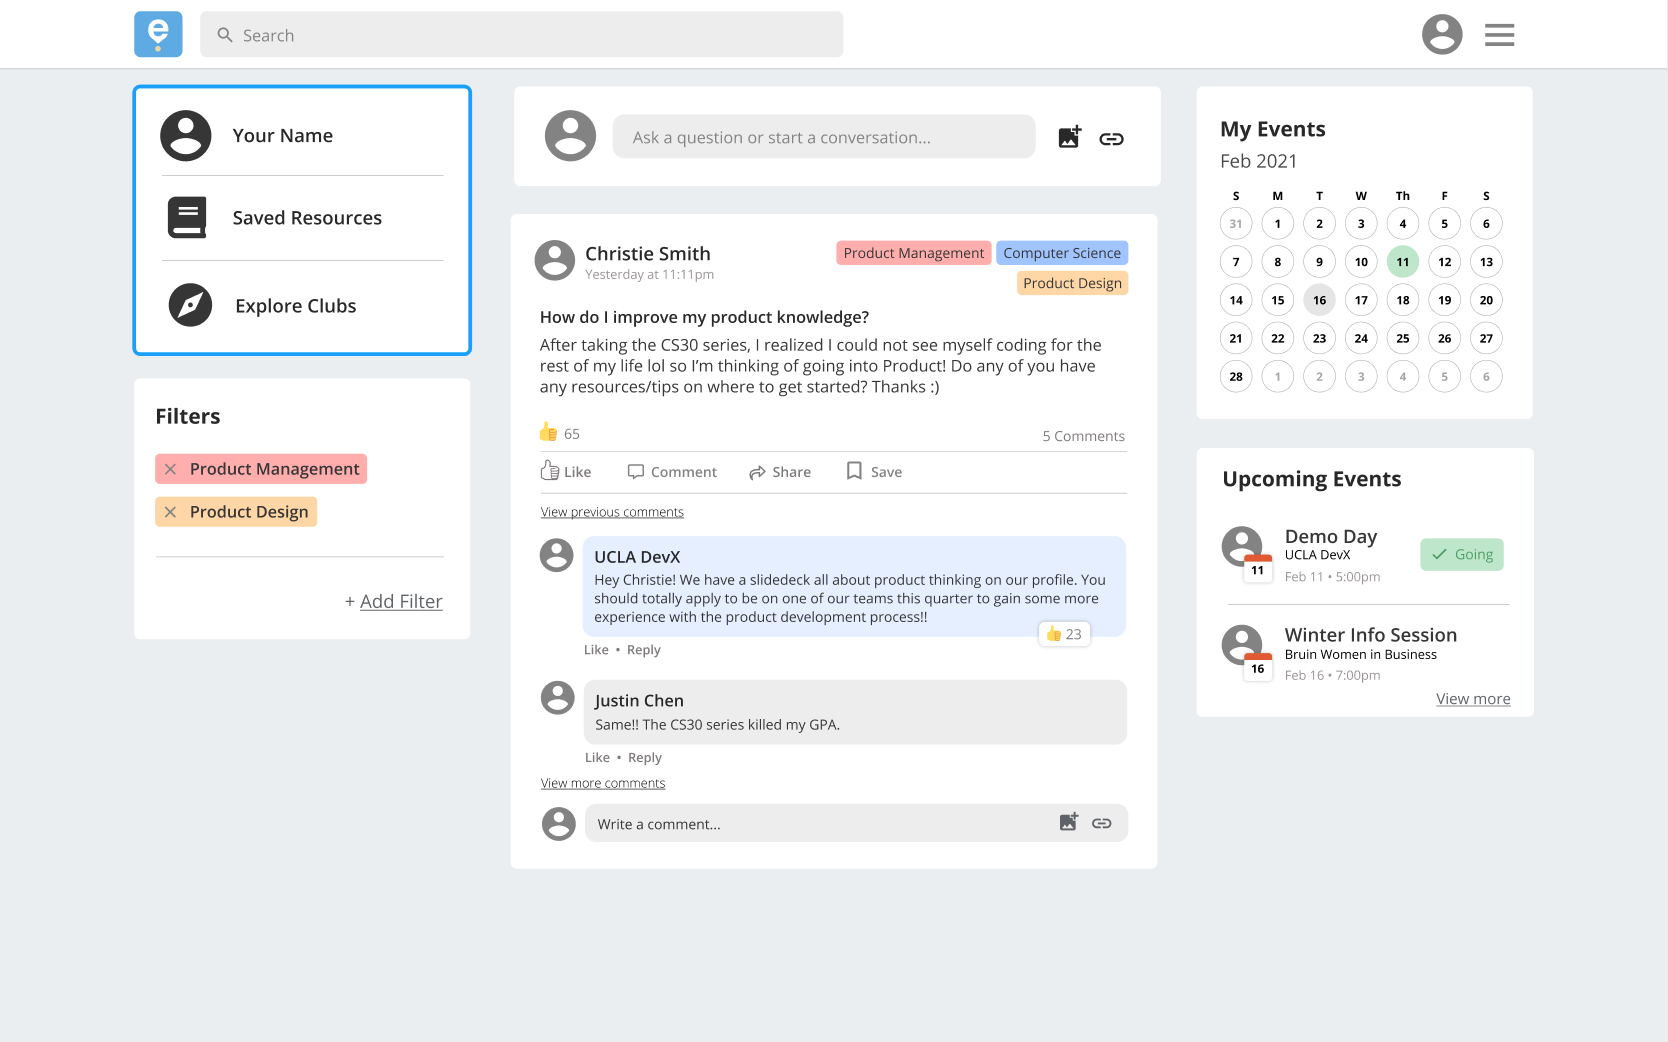 e
Search
Your Name
Saved Resources
Explore Clubs
Filters
Product Management
Product Design
+ Add Filter
Ask a question or start a conversation...
Christie Smith
Yesterday at 11:11pm
Product Management
Computer Science
Product Design
How do I improve my product knowledge?
After taking the CS30 series, I realized I could not see myself coding for the
rest of my life lol so I'm thinking of going into Product! Do any of you have
any resources/tips on where to get started? Thanks :)
65
5 Comments
Like
Comment
Share
Save
View previous comments
UCLA DevX
Hey Christie! We have a slidedeck all about product thinking on our profile. You
should totally apply to be on one of our teams this quarter to gain some more
experience with the product development process!!
23
Like • Reply
Justin Chen
Same!! The CS30 series killed my GPA.
Like • Reply
View more comments
Write a comment...
My Events
Feb 2021
S M T W Th F S
31 1 2 3 4 5 6
7 8 9 10 11 12 13
14 15 16 17 18 19 20
21 22 23 24 25 26 27
28 1 2 3 4 5 6
Upcoming Events
11
Demo Day
UCLA DevX
Feb 11 • 5:00pm
Going
16
Winter Info Session
Bruin Women in Business
Feb 16 • 7:00pm
View more